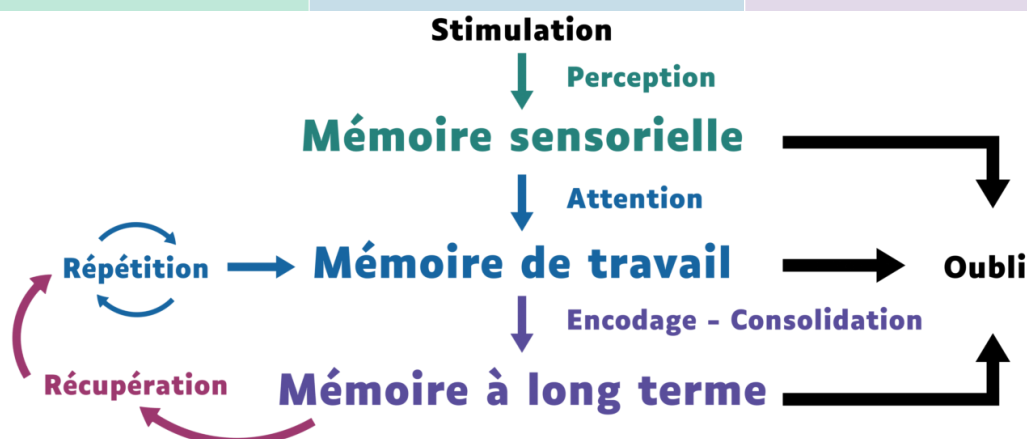 Stimulation
Perception
Mémoire sensorielle
Attention
Répétition
Mémoire de travail
Oubli
Encodage - Consolidation
Récupération
Mémoire à long terme